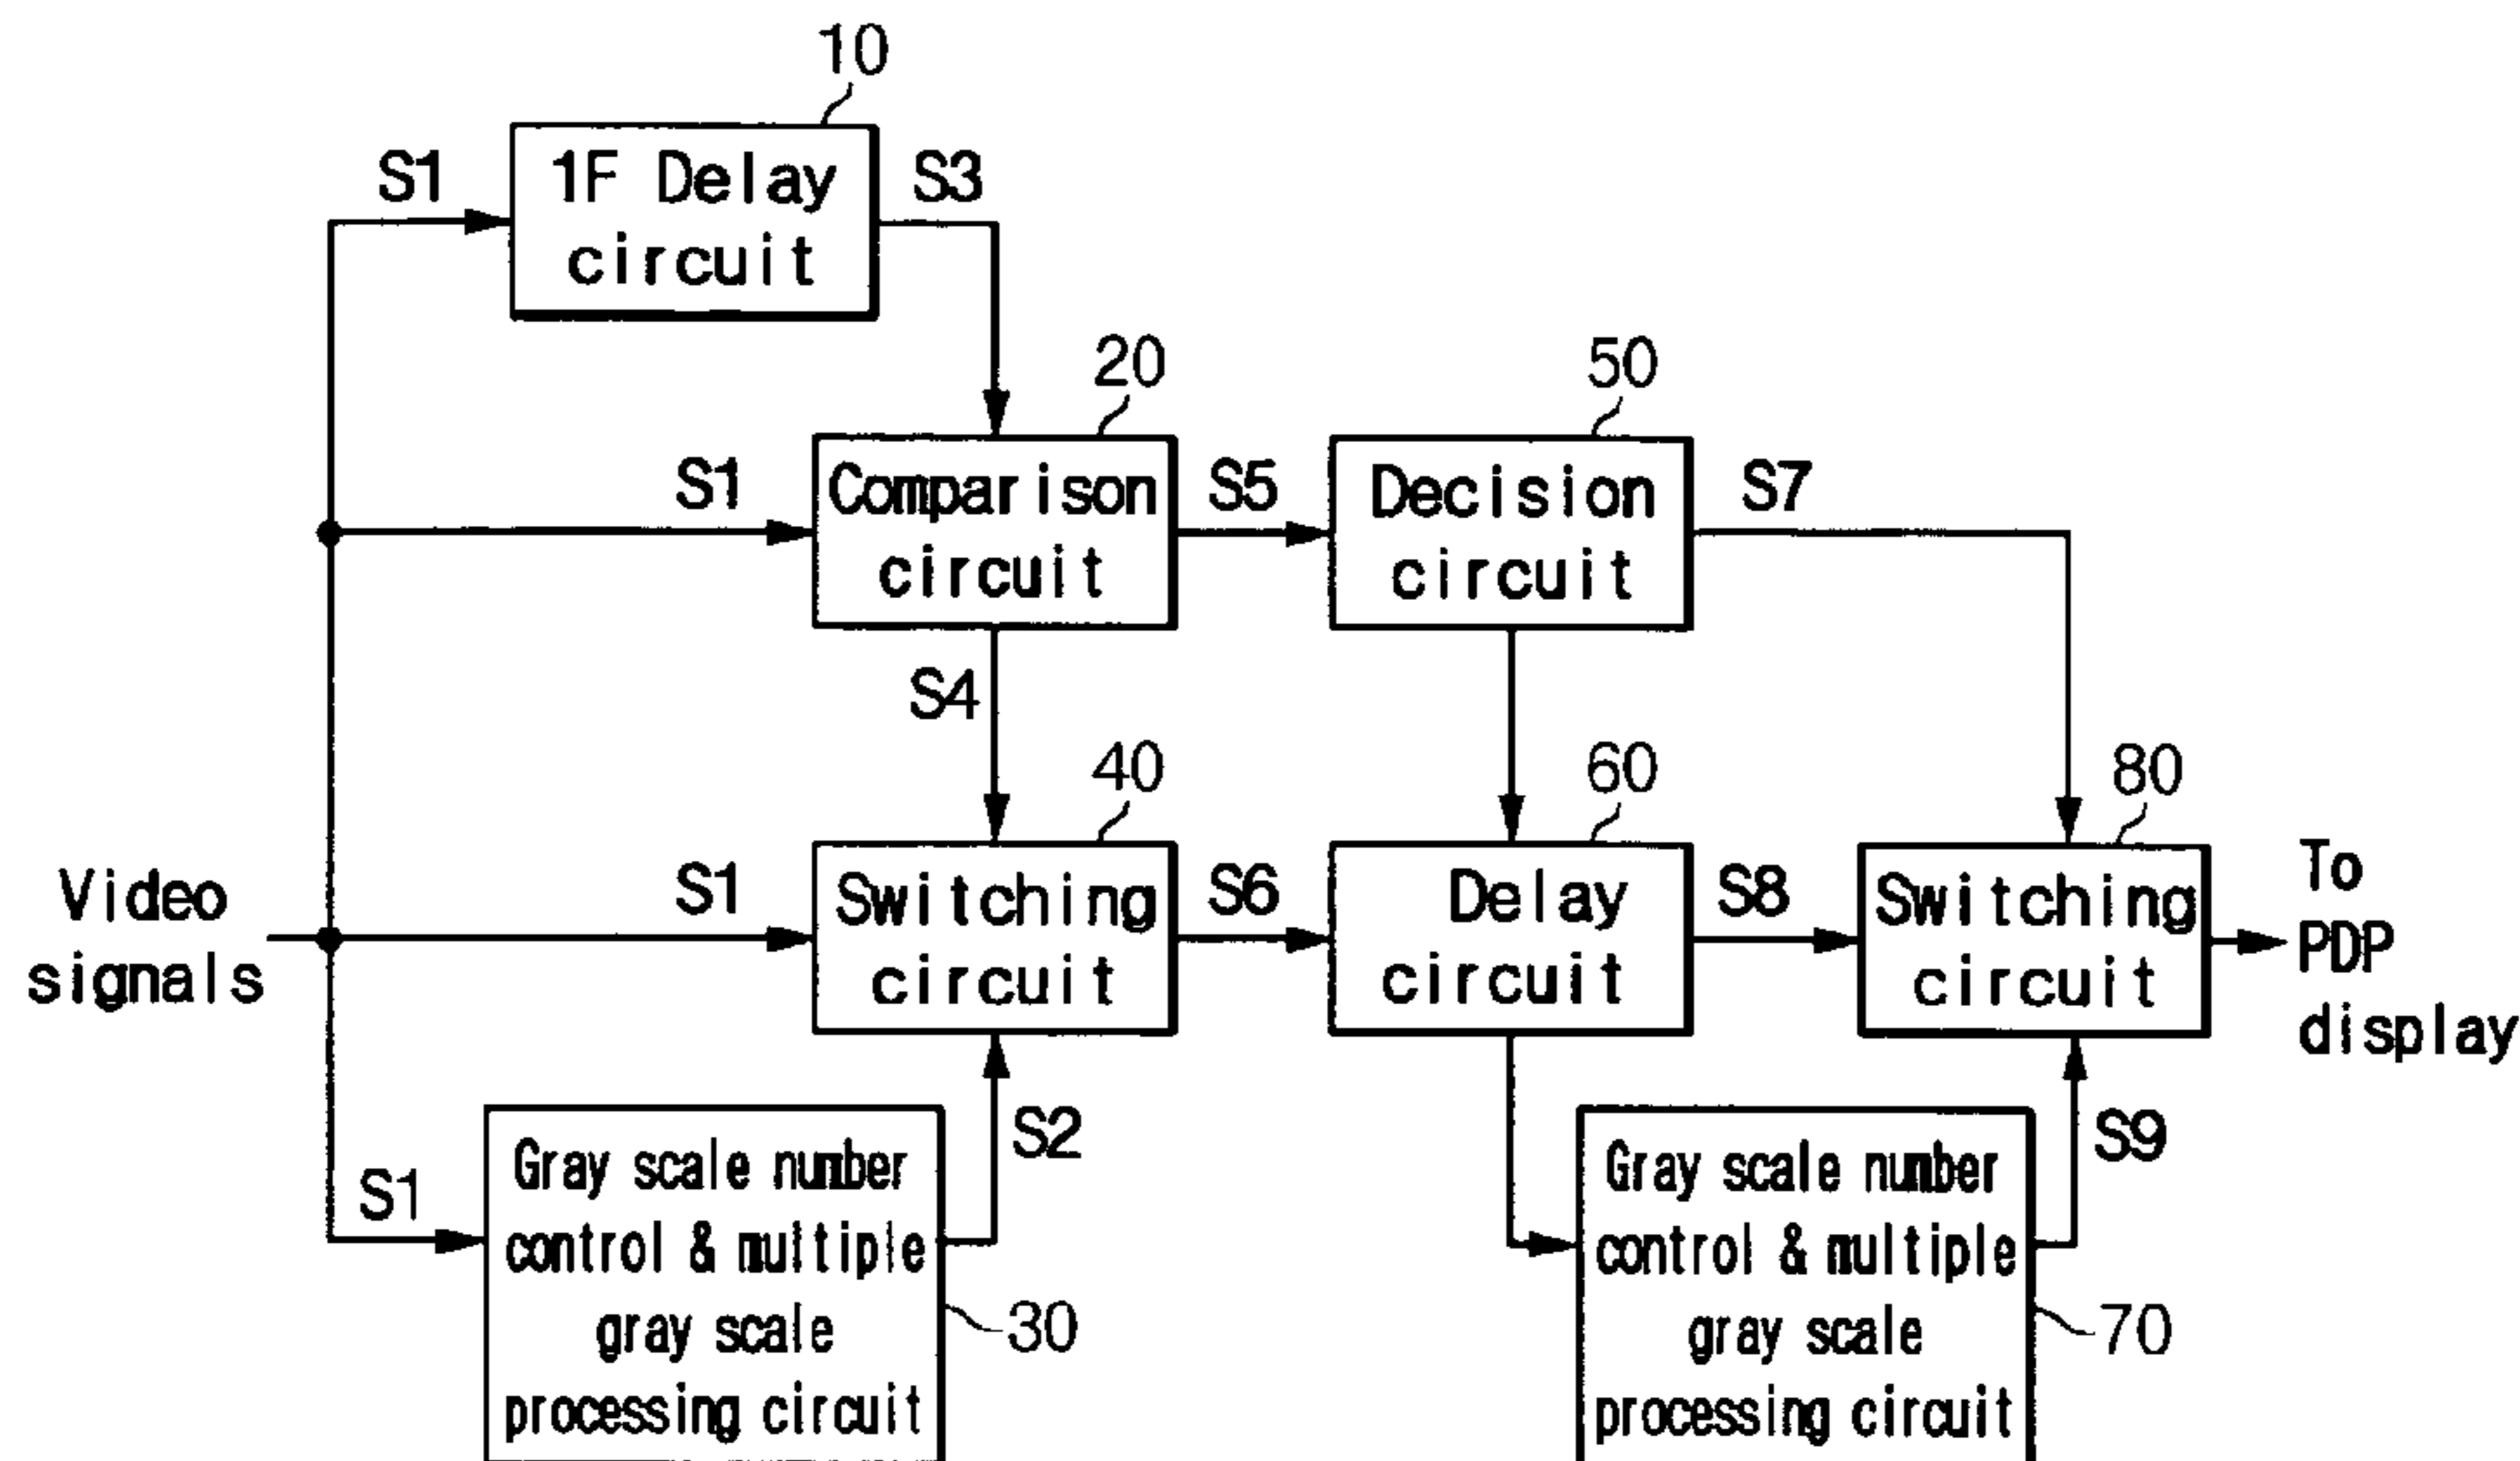 10
S1
1F Delay
circuit
S3
20
50
S1
Comparison
circuit
S5
Decision
circuit
S7
S4
40
60
80
Video
signals
S1
Switching
circuit
S6
Delay
circuit
S8
Switching
circuit
To
PDP
display
S1
Gray scale number
control & multiple
gray scale
processing circuit
S2
30
Gray scale number
control & multiple
gray scale
processing circuit
S9
70